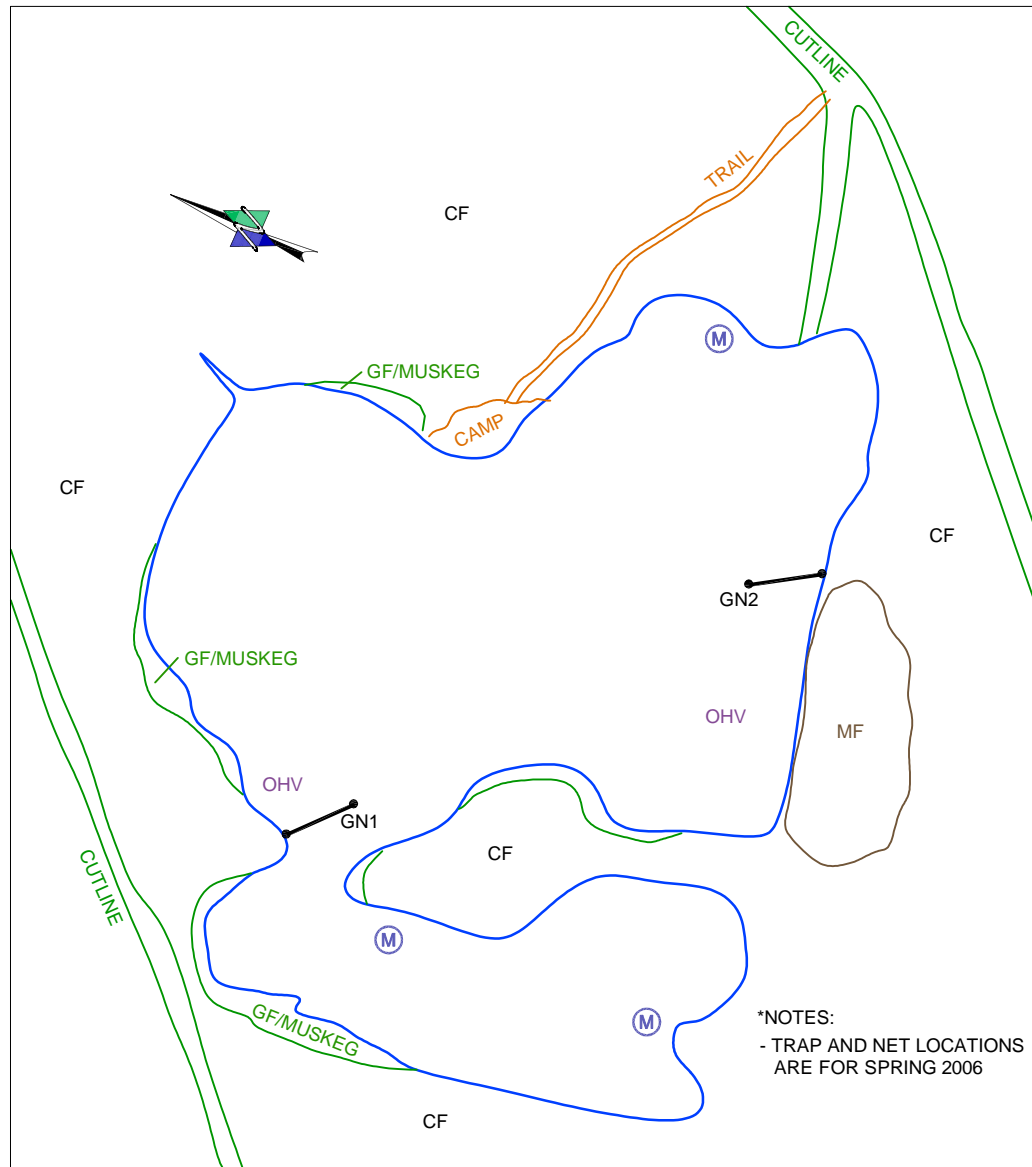 CUTLINE
TRAIL
CF
M
GF/MUSKEG
CAMP
CF
CF
GN2
GF/MUSKEG
OHV
MF
OHV
GN1
CF
CUTLINE
M
M
GF/MUSKEG
*NOTES:
- TRAP AND NET LOCATIONS
ARE FOR SPRING 2006
CF